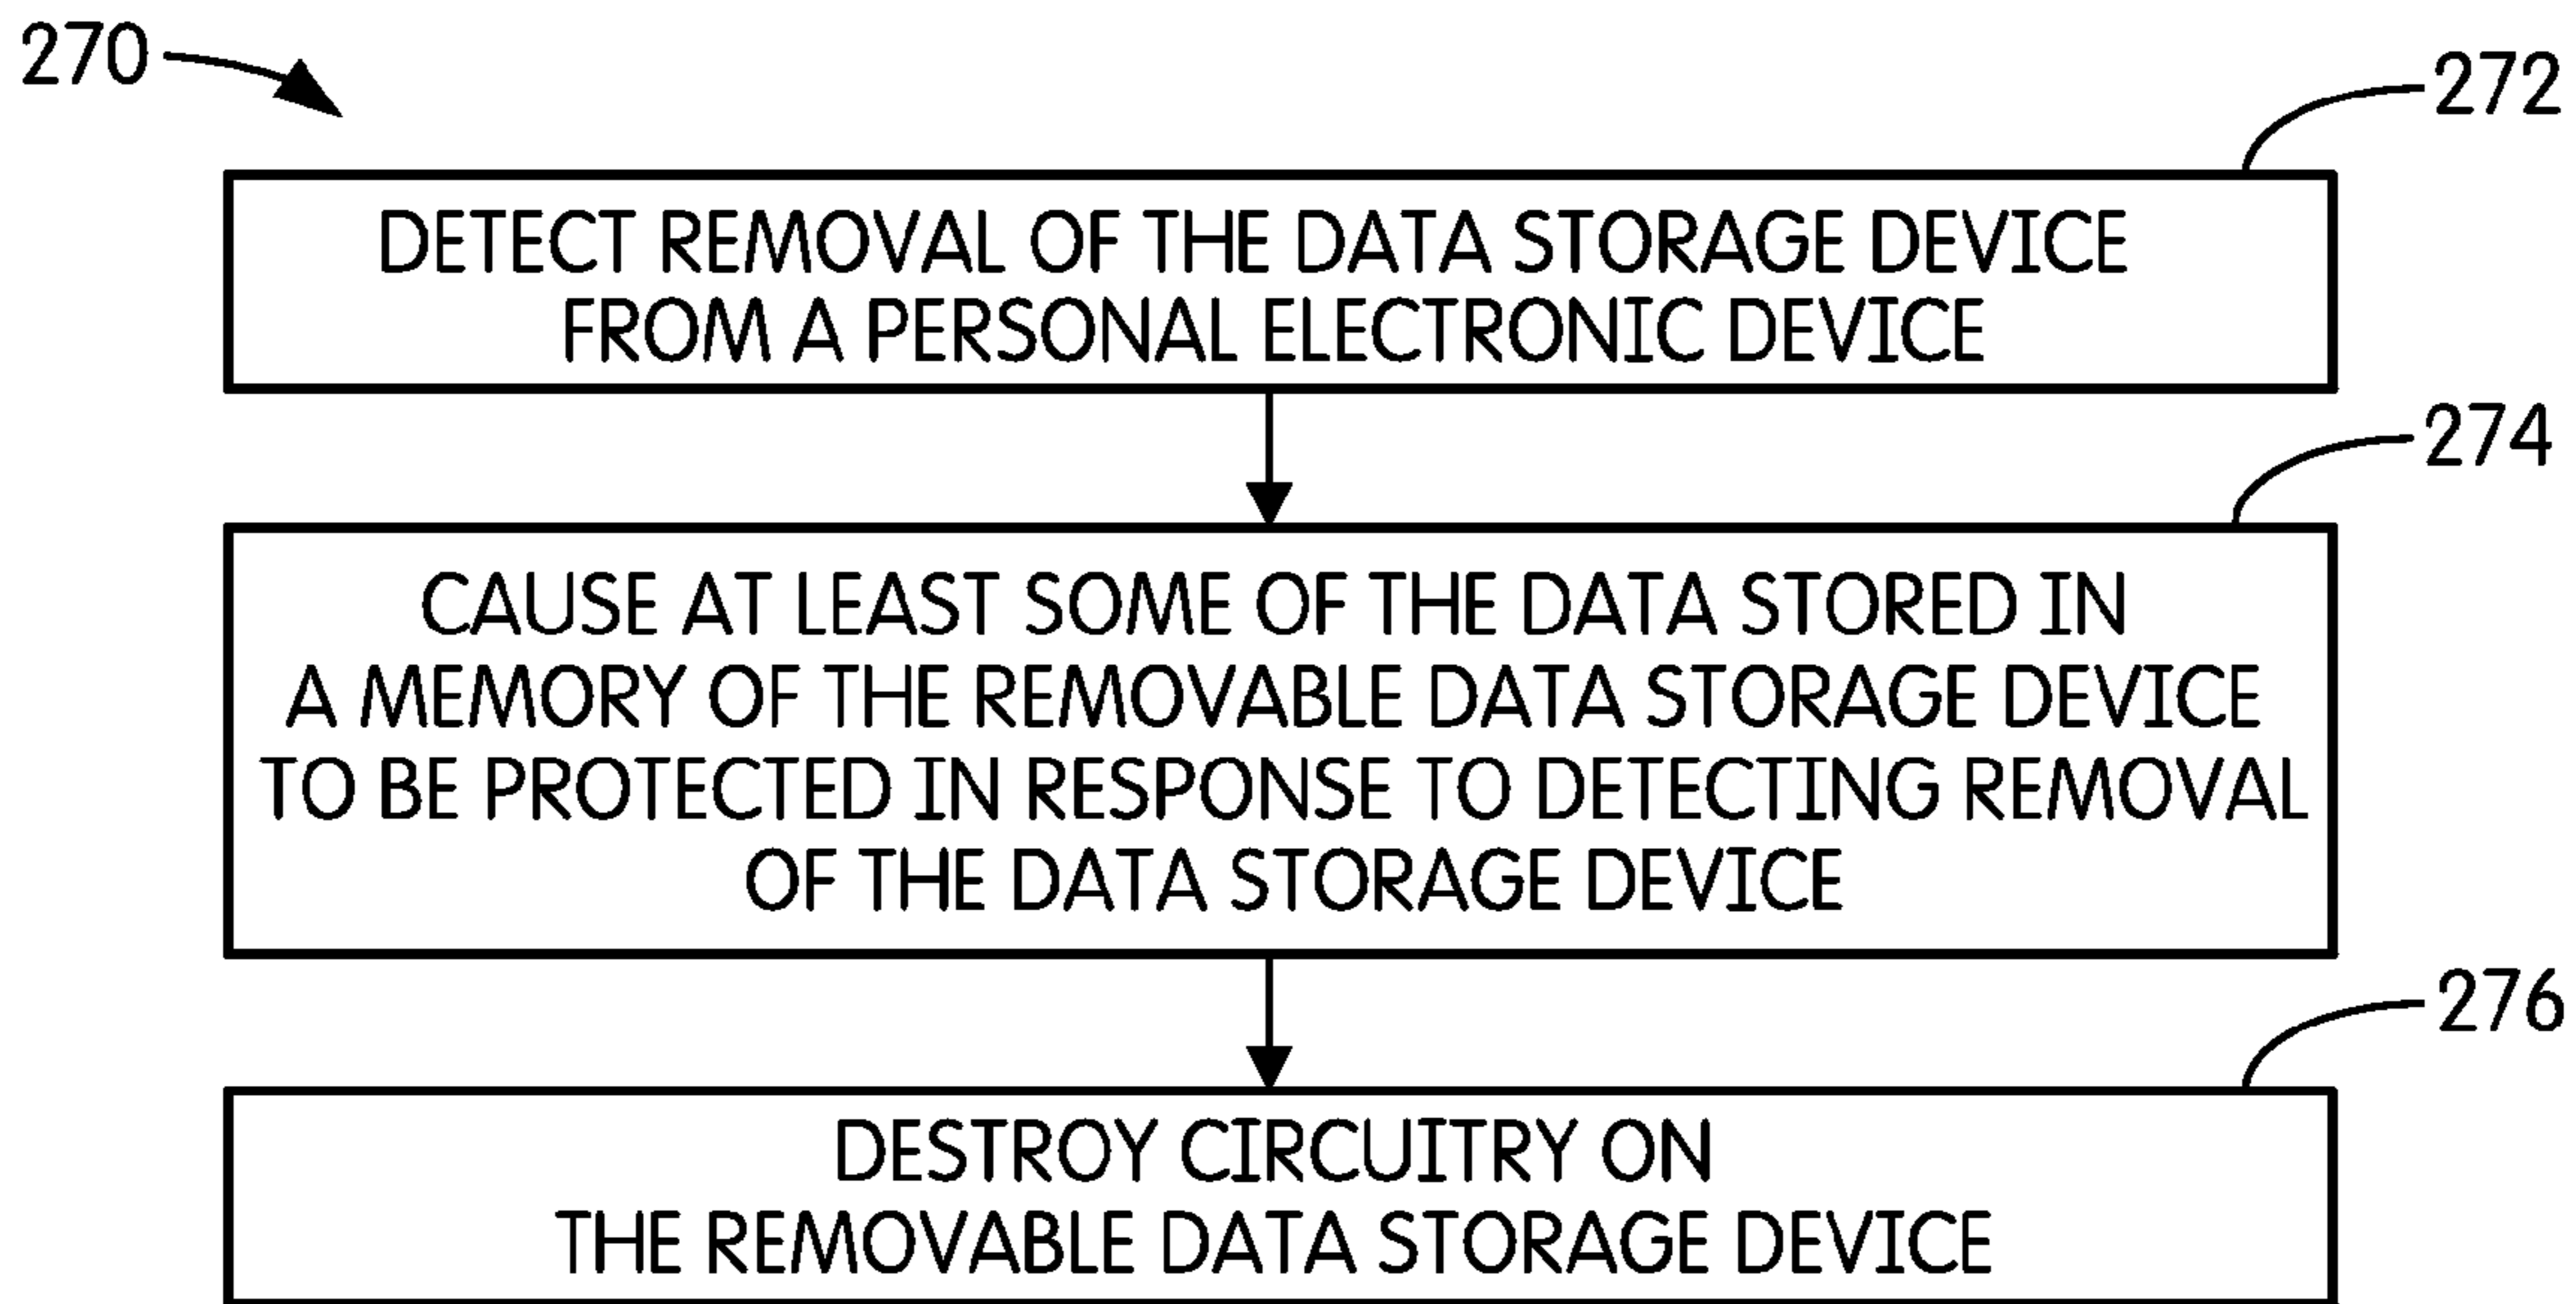 270
272
DETECT REMOVAL OF THE DATA STORAGE DEVICE
FROM A PERSONAL ELECTRONIC DEVICE
274
CAUSE AT LEAST SOME OF THE DATA STORED IN
A MEMORY OF THE REMOVABLE DATA STORAGE DEVICE
TO BE PROTECTED IN RESPONSE TO DETECTING REMOVAL
OF THE DATA STORAGE DEVICE
276
DESTROY CIRCUITRY ON
THE REMOVABLE DATA STORAGE DEVICE